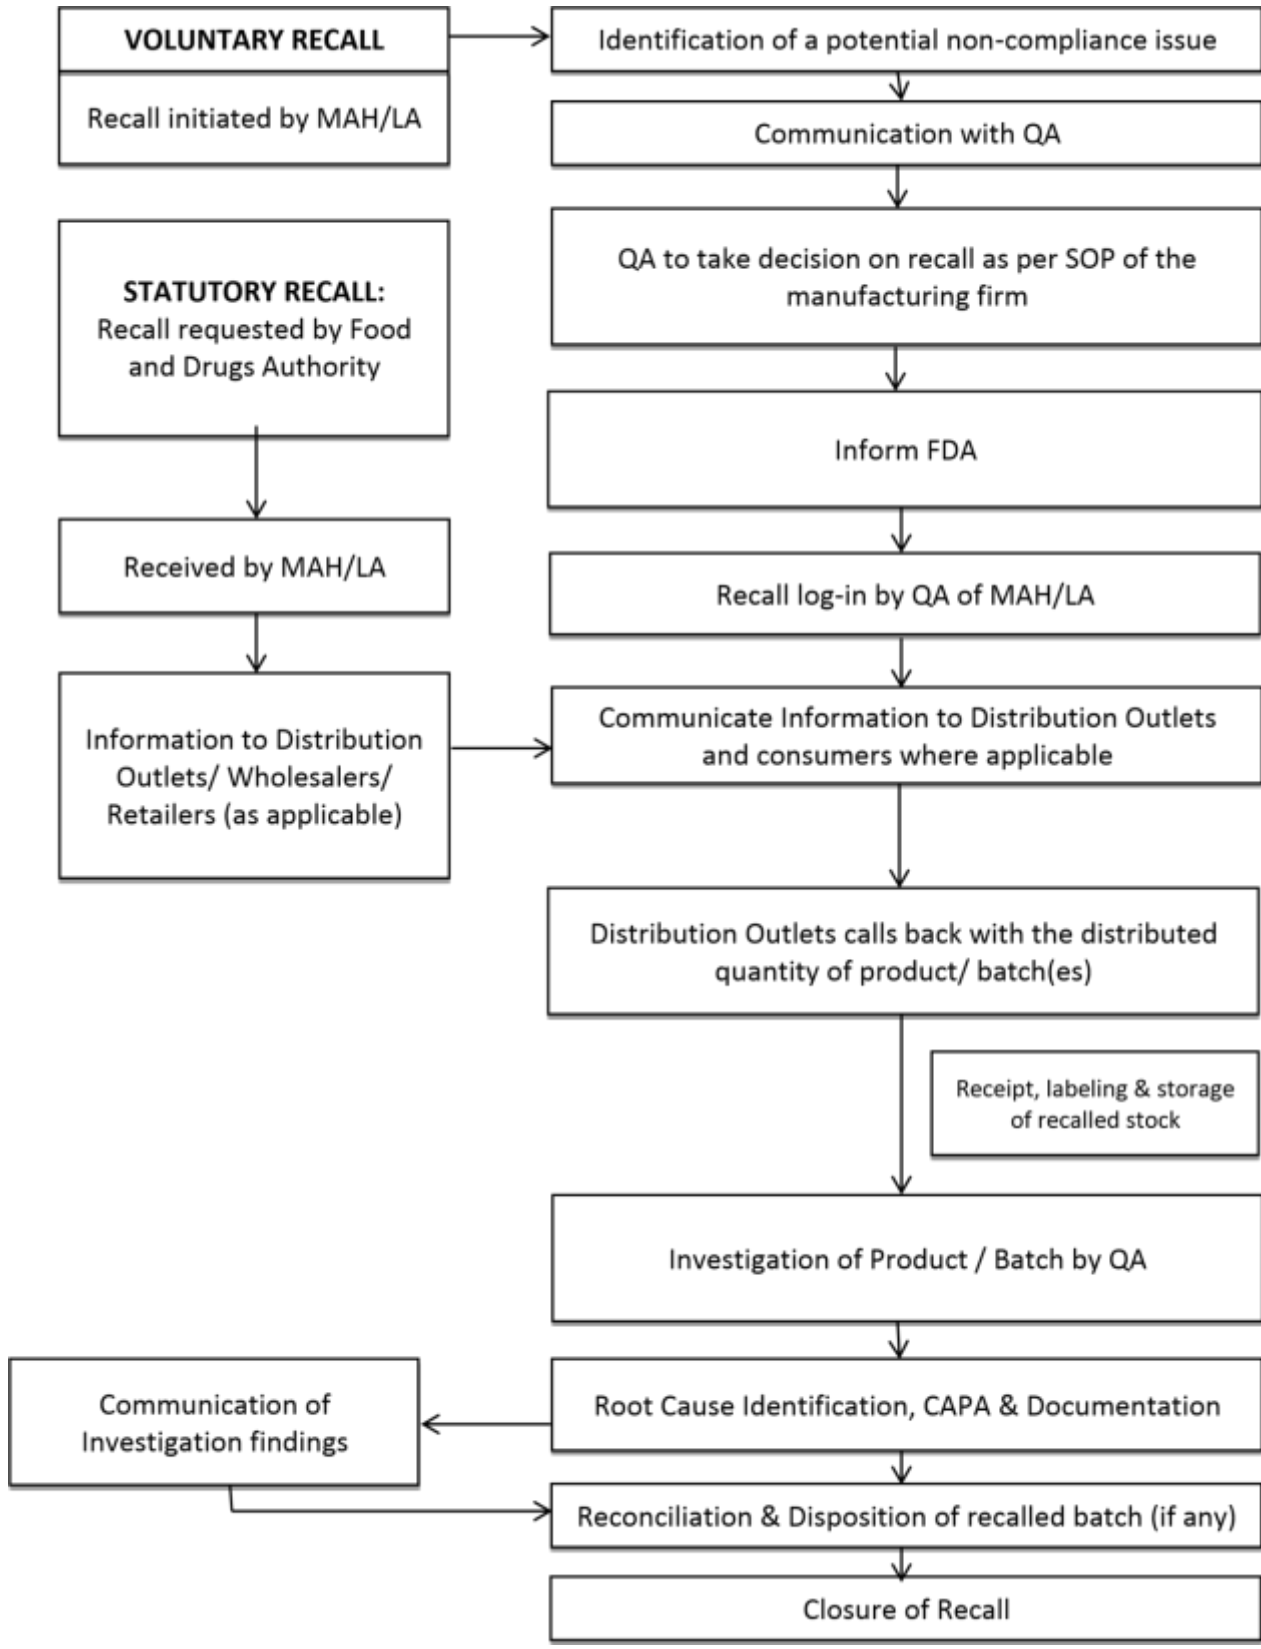 VOLUNTARY RECALL
Recall initiated by MAH/LA
Identification of a potential non-compliance issue
Communication with QA
QA to take decision on recall as per SOP of the
manufacturing firm
STATUTORY RECALL:
Recall requested by Food
and Drugs Authority
Inform FDA
Received by MAH/LA
Recall log-in by QA of MAH/LA
Information to Distribution
Outlets/ Wholesalers/
Retailers (as applicable)
Communicate Information to Distribution Outlets
and consumers where applicable
Distribution Outlets calls back with the distributed
quantity of product/ batch(es)
Receipt, labeling & storage
of recalled stock
Investigation of Product / Batch by QA
Root Cause Identification, CAPA & Documentation
Communication of
Investigation findings
Reconciliation & Disposition of recalled batch (if any)
Closure of Recall